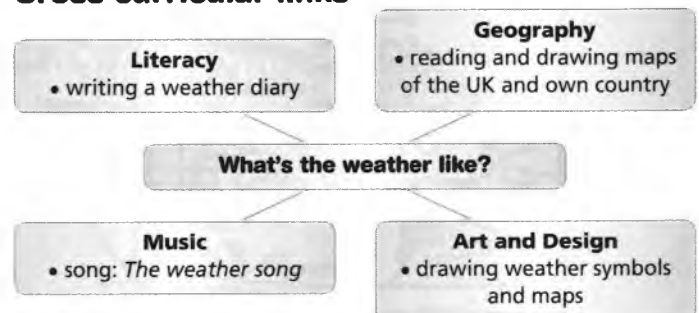 Cross-curricular links
Literacy
• writing a weather diary
Geography
• reading and drawing maps
of the UK and own country
What's the weather like?
Music
• song: The weather song
Art and Design
• drawing weather symbols
and maps